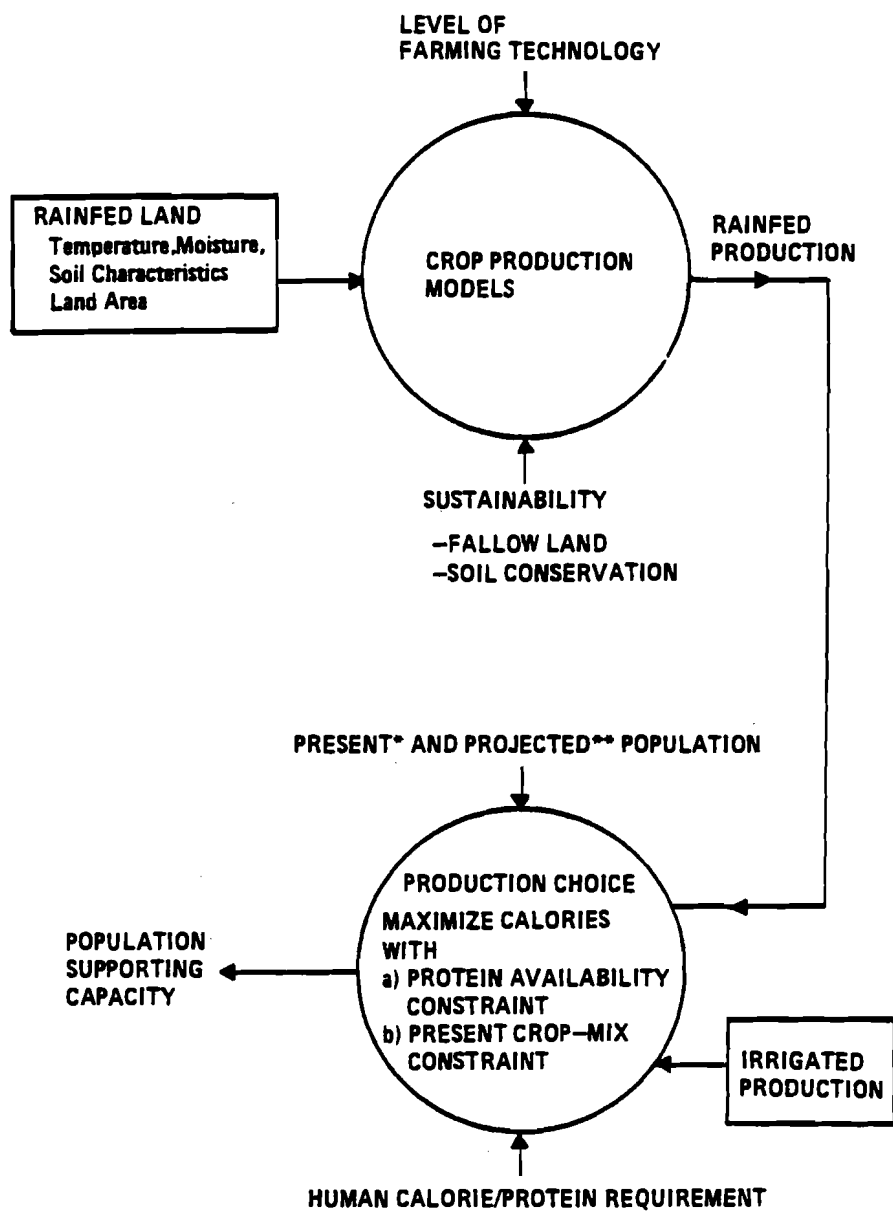 LEVEL OF
FARMING TECHNOLOGY
RAINFED LAND
Temperature,Moisture,
Soil Characteristics
Land Area
CROP PRODUCTION
MODELS
RAINFED
PRODUCTION
SUSTAINABILITY
–FALLOW LAND
–SOIL CONSERVATION
PRESENT* AND PROJECTED** POPULATION
PRODUCTION CHOICE
MAXIMIZE CALORIES
WITH
a) PROTEIN AVAILABILITY
CONSTRAINT
b) PRESENT CROP–MIX
CONSTRAINT
POPULATION
SUPPORTING
CAPACITY
IRRIGATED
PRODUCTION
HUMAN CALORIE/PROTEIN REQUIREMENT